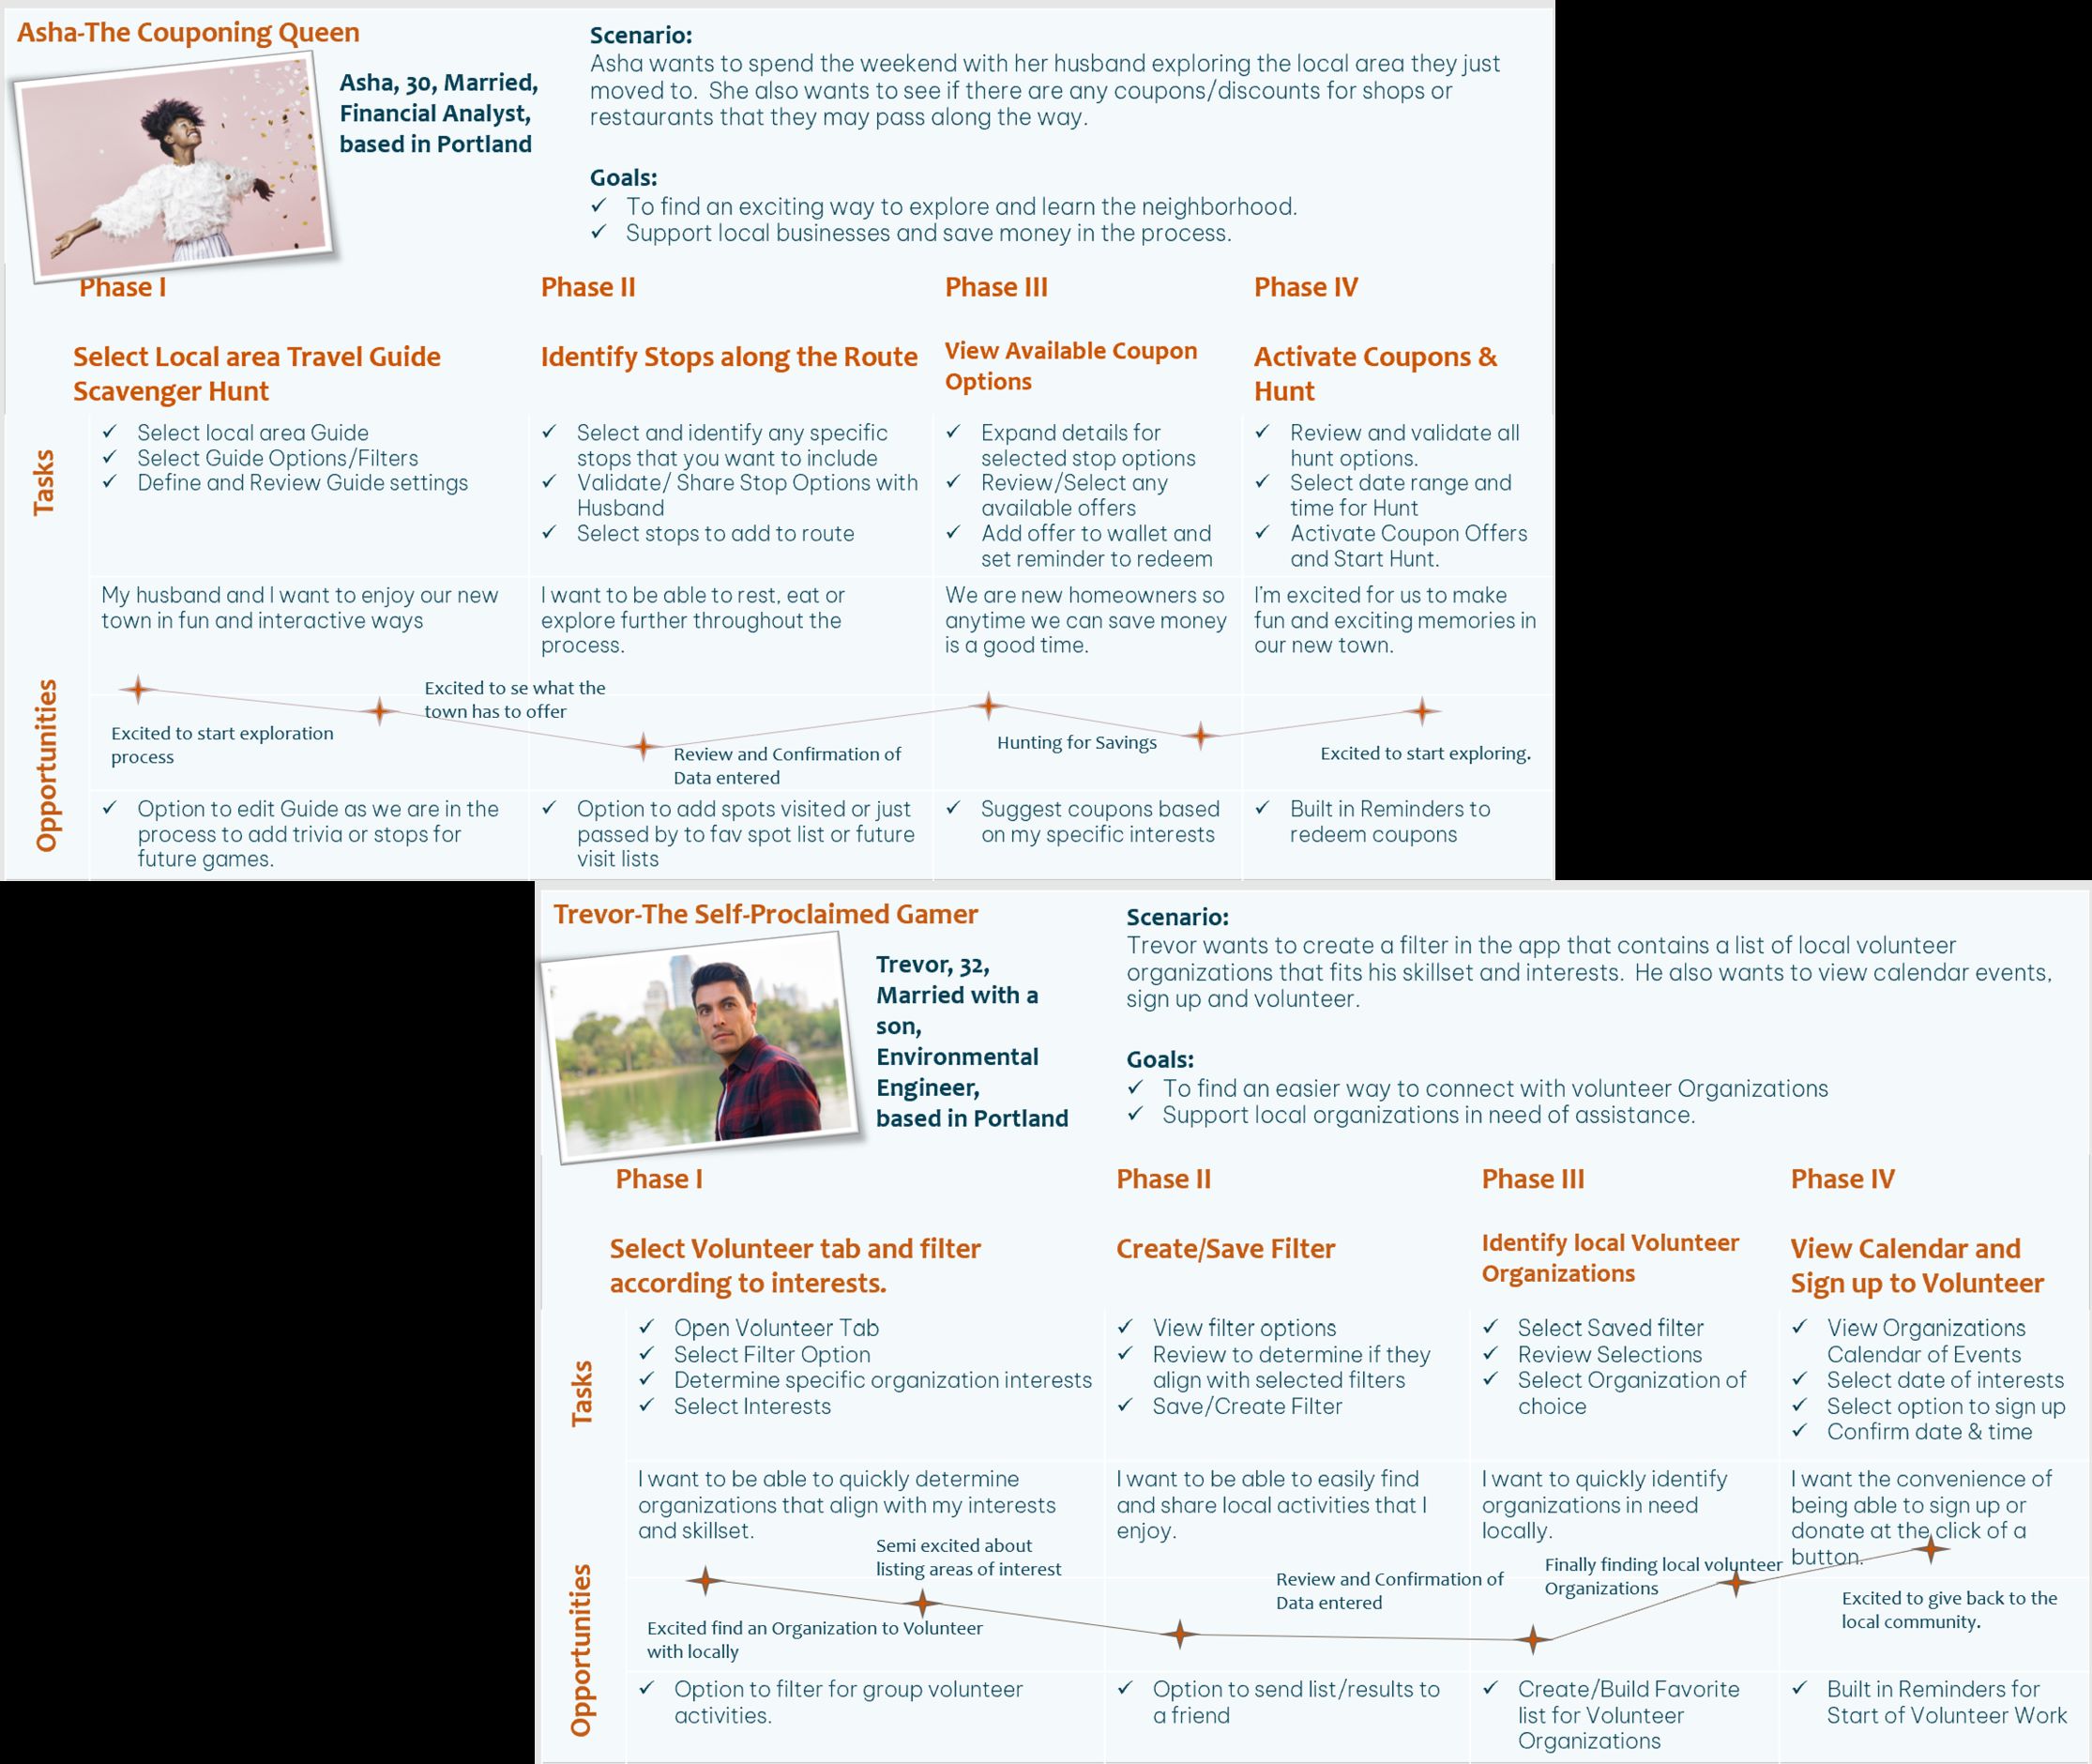 Asha-The Couponing Queen
Asha, 30, Married,
Financial Analyst,
based in Portland
Scenario:
Asha wants to spend the weekend with her husband exploring the local area they just
moved to. She also wants to see if there are any coupons/discounts for shops or
restaurants that they may pass along the way.
Goals:
✓ To find an exciting way to explore and learn the neighborhood.
✓ Support local businesses and save money in the process.
Phase I
Select Local area Travel Guide
Scavenger Hunt
Phase II
Identify Stops along the Route
Phase III
View Available Coupon
Options
Phase IV
Activate Coupons &
Hunt
Tasks
✓ Select local area Guide
✓ Select Guide Options/Filters
✓ Define and Review Guide settings
✓ Select and identify any specific
stops that you want to include
✓ Validate/ Share Stop Options with
Husband
✓ Select stops to add to route
✓ Expand details for
selected stop options
✓ Review/Select any
available offers
✓ Add offer to wallet and
set reminder to redeem
✓ Review and validate all
hunt options.
✓ Select date range and
time for Hunt
✓ Activate Coupon Offers
and Start Hunt.
Opportunities
My husband and I want to enjoy our new
town in fun and interactive ways
I want to be able to rest, eat or
explore further throughout the
process.
We are new homeowners so
anytime we can save money
is a good time.
I'm excited for us to make
fun and exciting memories in
our new town.
Excited to start exploration
process
Excited to se what the
town has to offer
Review and Confirmation of
Data entered
Hunting for Savings
Excited to start exploring.
✓ Option to edit Guide as we are in the
process to add trivia or stops for
future games.
✓ Option to add spots visited or just
passed by to fav spot list or future
visit lists
✓ Suggest coupons based
on my specific interests
✓ Built in Reminders to
redeem coupons
Trevor-The Self-Proclaimed Gamer
Trevor, 32,
Married with a
son,
Environmental
Engineer,
based in Portland
Scenario:
Trevor wants to create a filter in the app that contains a list of local volunteer
organizations that fits his skillset and interests. He also wants to view calendar events,
sign up and volunteer.
Goals:
✓ To find an easier way to connect with volunteer Organizations
✓ Support local organizations in need of assistance.
Phase I
Select Volunteer tab and filter
according to interests.
Phase II
Create/Save Filter
Phase III
Identify local Volunteer
Organizations
Phase IV
View Calendar and
Sign up to Volunteer
Tasks
✓ Open Volunteer Tab
✓ Select Filter Option
✓ Determine specific organization interests
✓ Select Interests
✓ View filter options
✓ Review to determine if they
align with selected filters
✓ Save/Create Filter
✓ Select Saved filter
✓ Review Selections
✓ Select Organization of
choice
✓ View Organizations
Calendar of Events
✓ Select date of interests
✓ Select option to sign up
✓ Confirm date & time
Opportunities
I want to be able to quickly determine
organizations that align with my interests
and skillset.
I want to be able to easily find
and share local activities that I
enjoy.
I want to quickly identify
organizations in need
locally.
I want the convenience of
being able to sign up or
donate at the click of a
button.
Excited find an Organization to Volunteer
with locally
Semi excited about
listing areas of interest
Review and Confirmation of
Data entered
Finally finding local volunteer
Organizations
Excited to give back to the
local community.
✓ Option to filter for group volunteer
activities.
✓ Option to send list/results to
a friend
✓ Create/Build Favorite
list for Volunteer
Organizations
✓ Built in Reminders for
Start of Volunteer Work